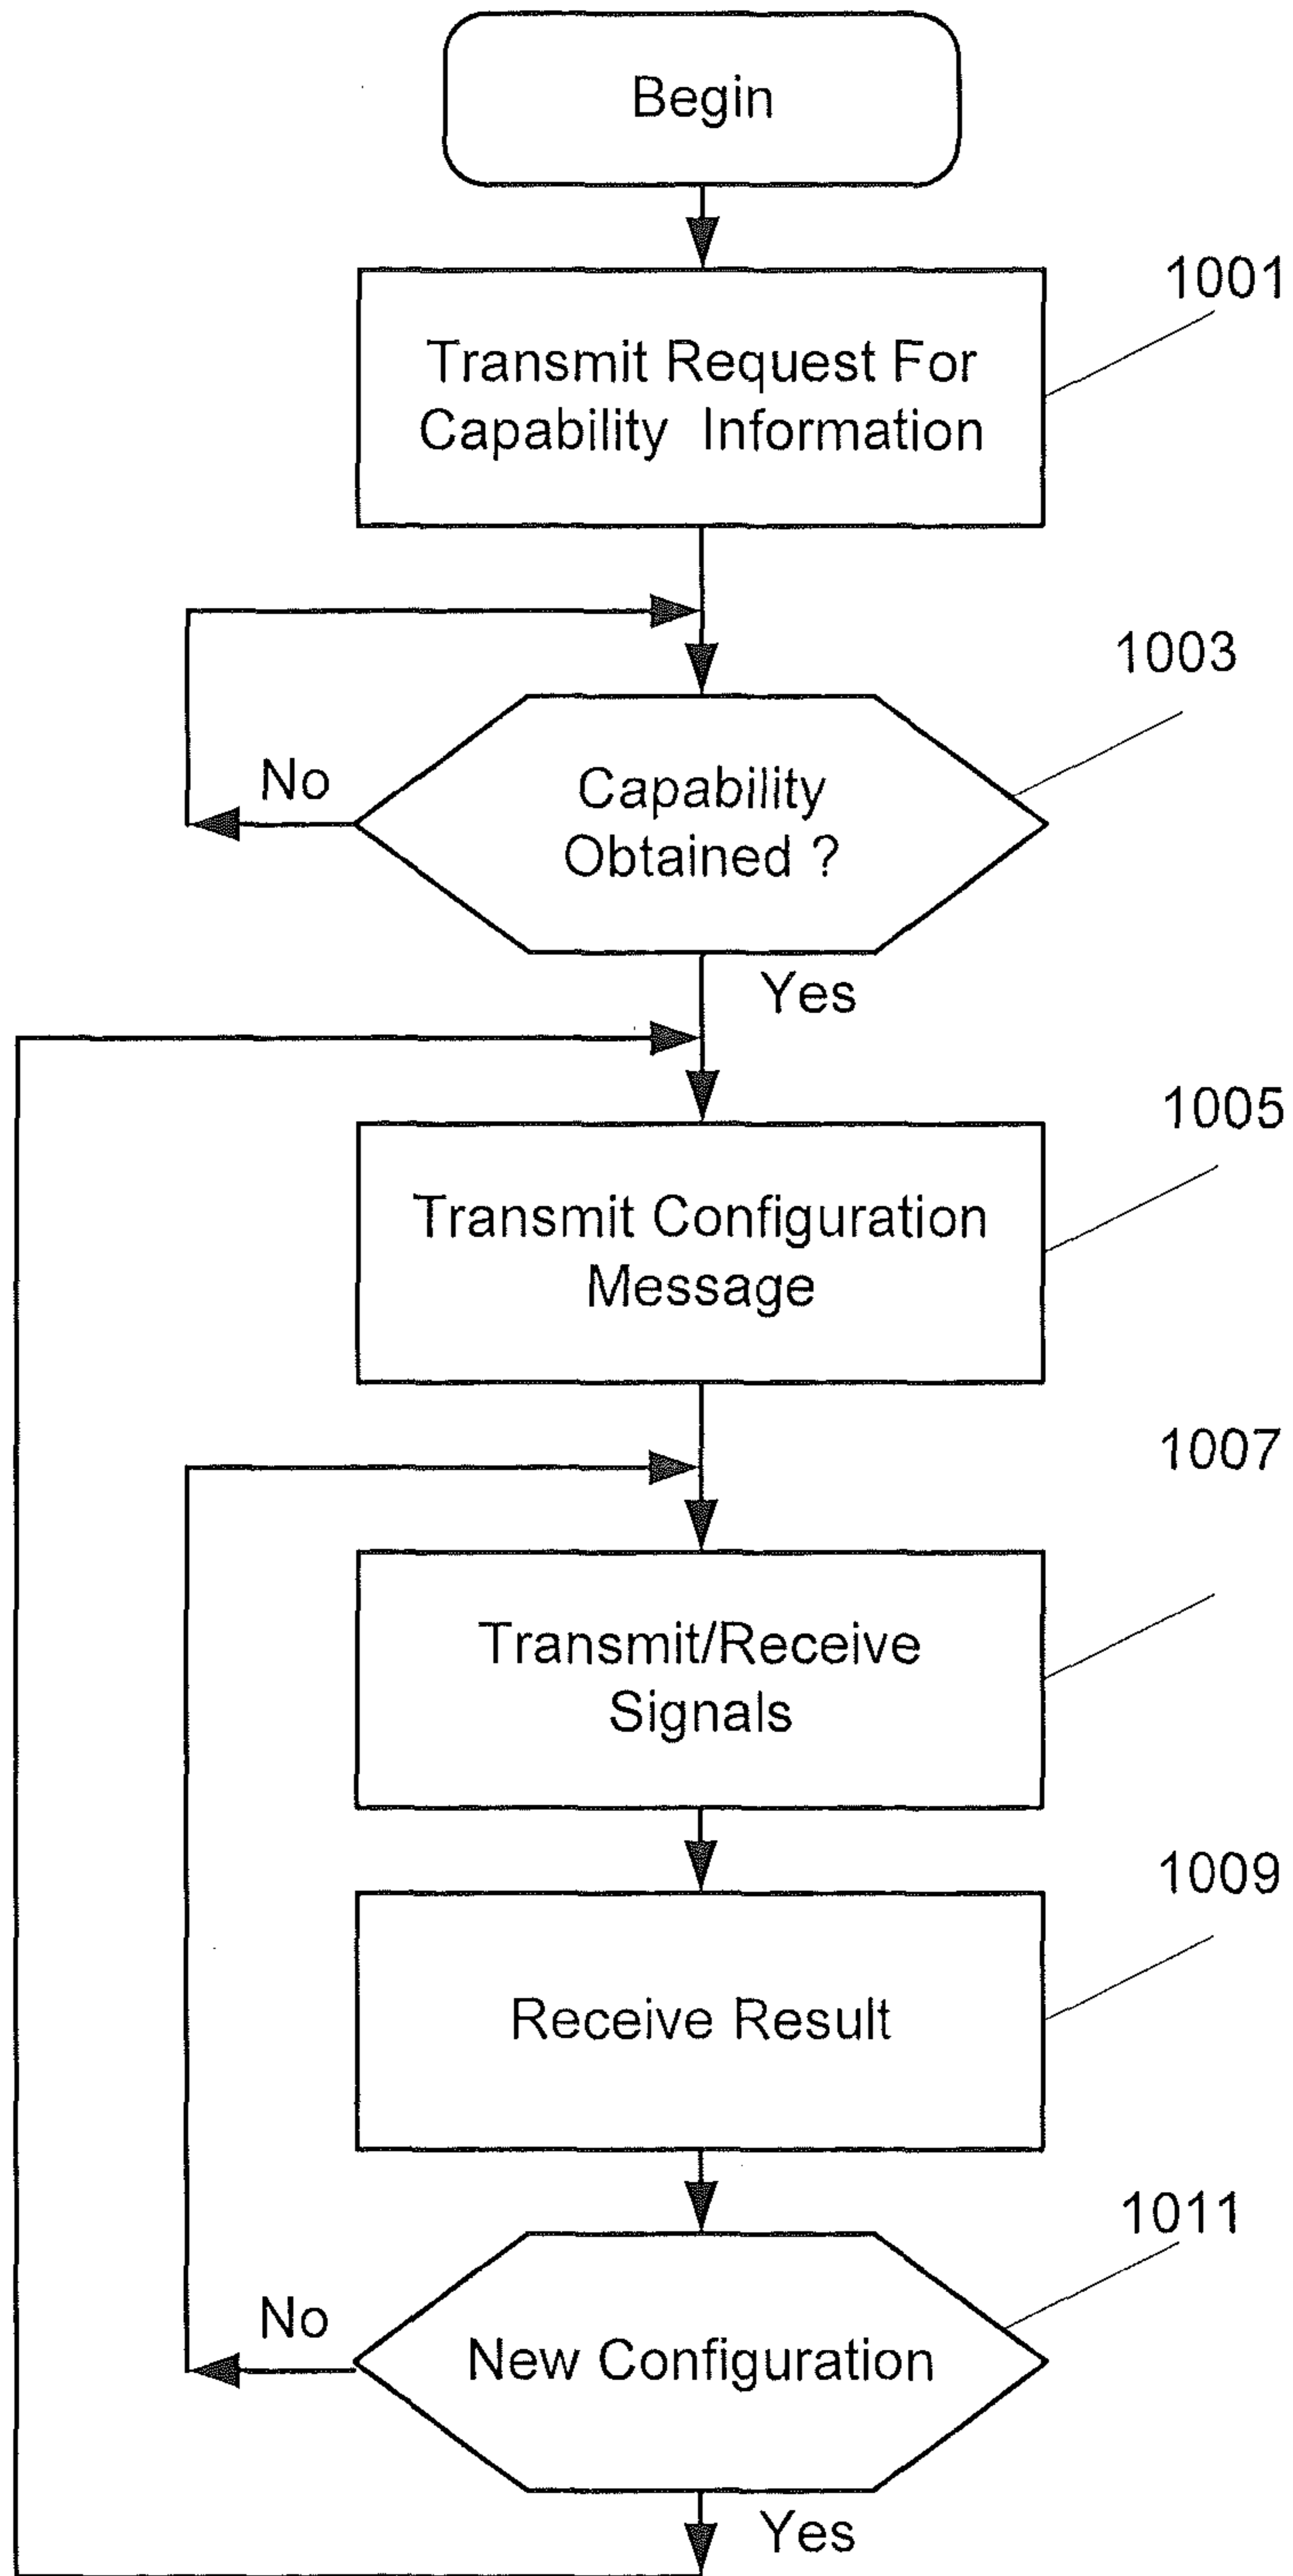 Begin
1001
Transmit Request For
Capability Information
1003
No
Capability
Obtained ?
Yes
1005
Transmit Configuration
Message
1007
Transmit/Receive
Signals
1009
Receive Result
1011
No
New Configuration
Yes